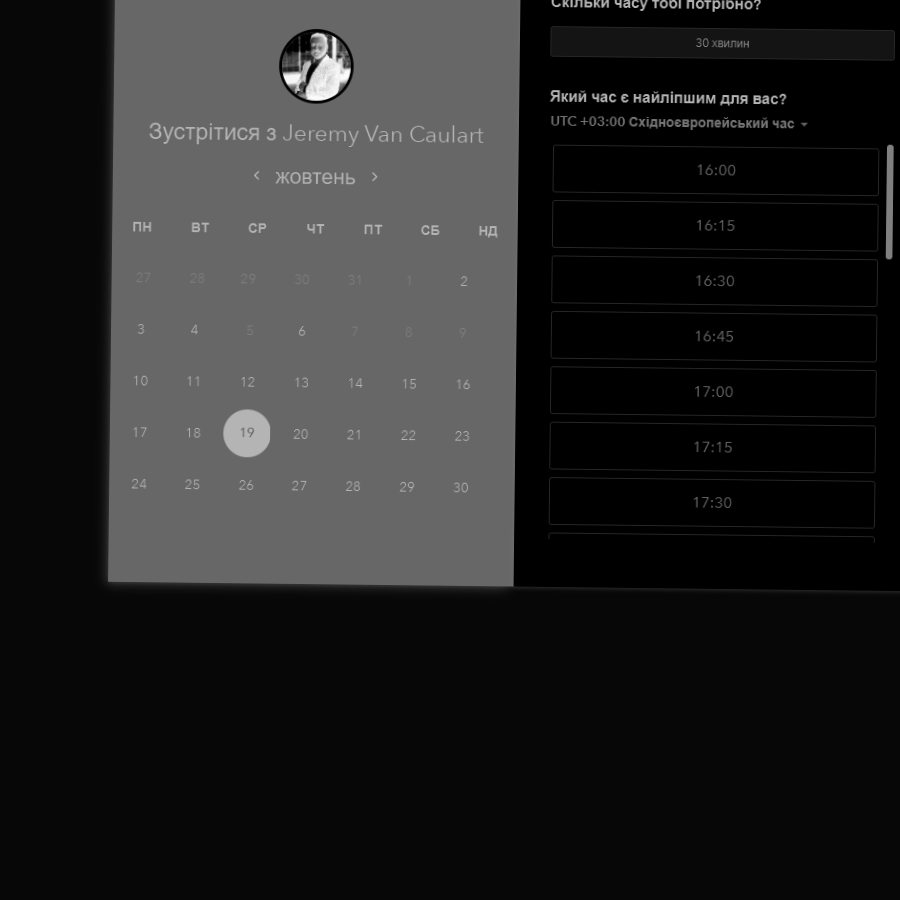 Зустрітися з Jeremy Van Caulart
жовтень
ПН ВТ СР ЧТ ПТ СБ НД
27 28 29 30 31 1 2
3 4 5 6 7 8 9
10 11 12 13 14 15 16
17 18 19 20 21 22 23
24 25 26 27 28 29 30
Скільки часу тобі потрібно?
30 хвилин
Який час є найліпшим для вас?
UTC +03:00 Східноєвропейський час
16:00
16:15
16:30
16:45
17:00
17:15
17:30